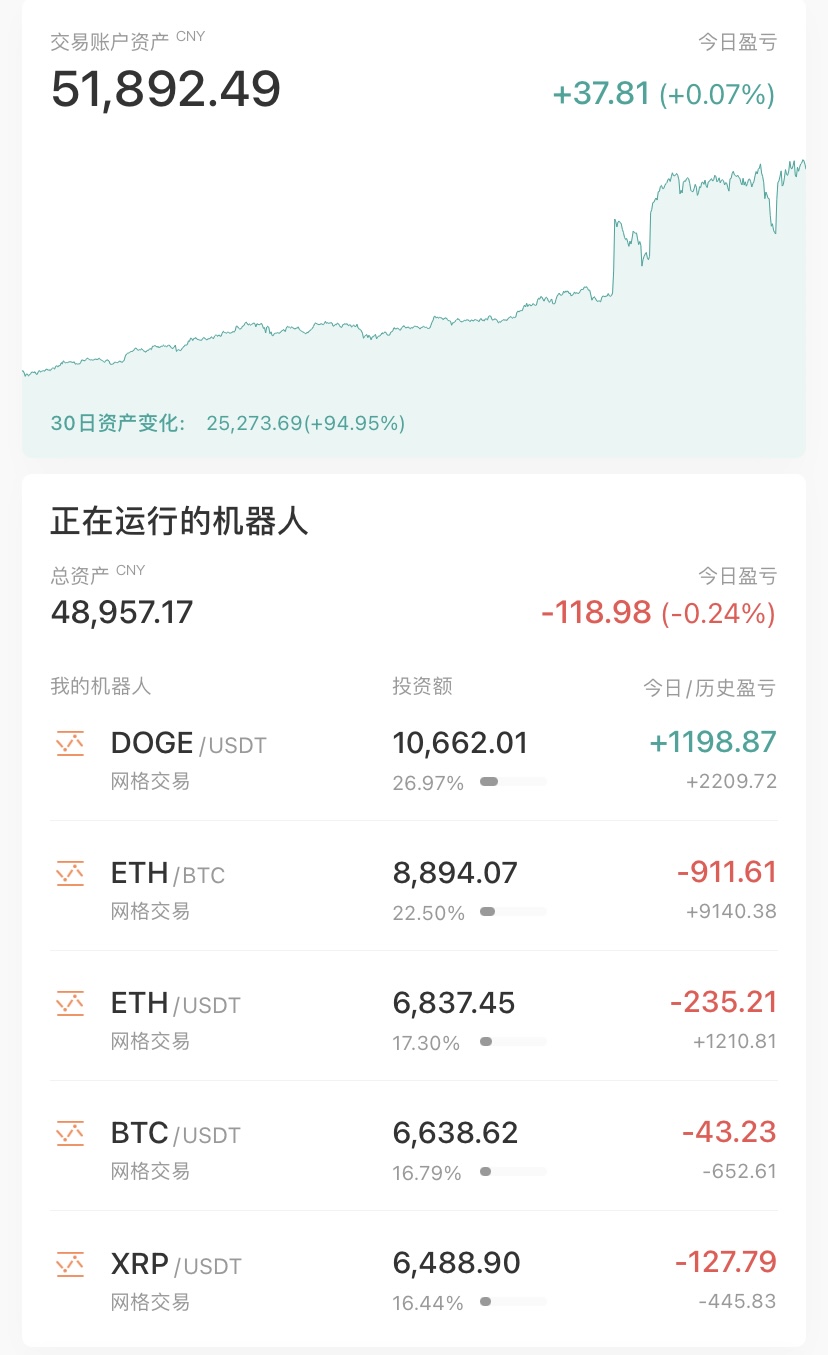 交易账户资产 CNY 今日盈亏
51,892.49 +37.81 (+0.07%)
30日资产变化: 25,273.69(+94.95%)
正在运行的机器人
总资产 CNY 今日盈亏
48,957.17 -118.98 (-0.24%)
我的机器人 投资额 今日/历史盈亏
DOGE /USDT 10,662.01 +1198.87
网格交易 26.97% +2209.72
ETH /BTC 8,894.07 -911.61
网格交易 22.50% +9140.38
ETH /USDT 6,837.45 -235.21
网格交易 17.30% +1210.81
BTC /USDT 6,638.62 -43.23
网格交易 16.79% -652.61
XRP /USDT 6,488.90 -127.79
网格交易 16.44% -445.83